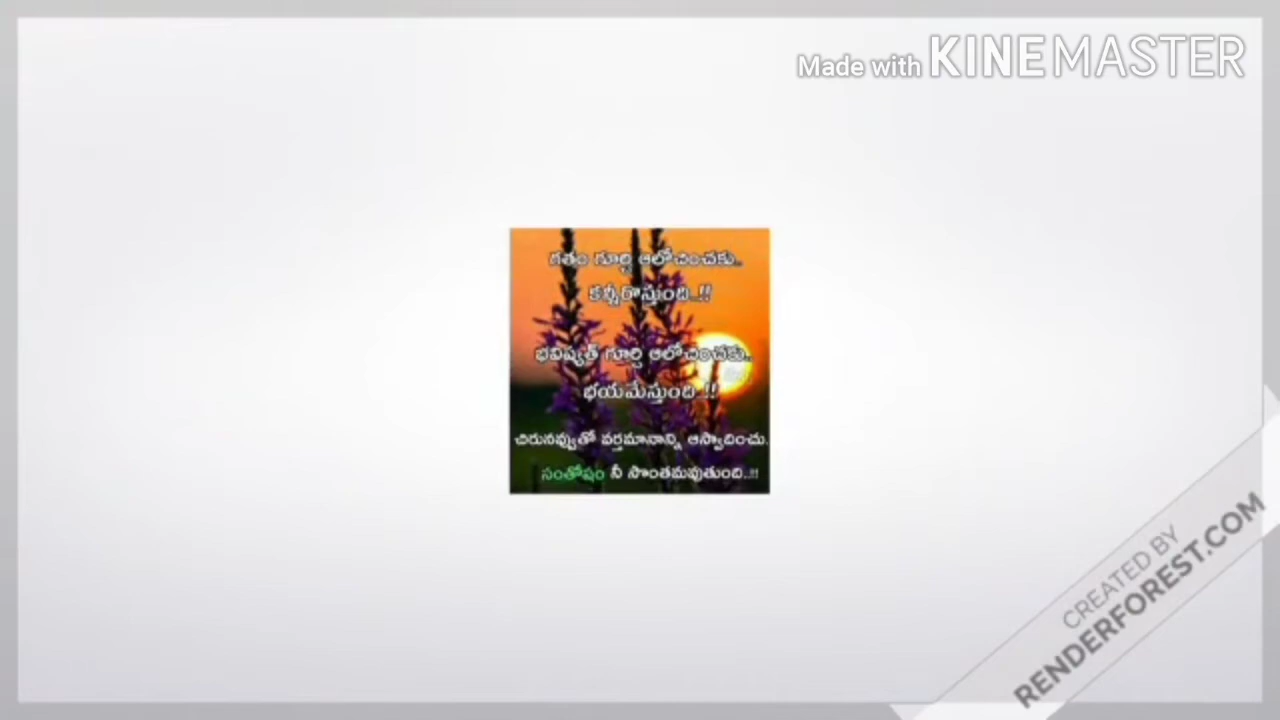 Made with KINEMASTER
గతం గూర్చి ఆలోచించకు..
కన్నీరొస్తుంది..!!
భవిష్యత్ గూర్చి ఆలోచించకు..
భయమేస్తుంది..!!
చిరునవ్వుతో వర్తమానాన్ని ఆస్వాదించు.
సంతోషం నీ సొంతమవుతుంది..!!
CREATED BY
RENDERFOREST.COM